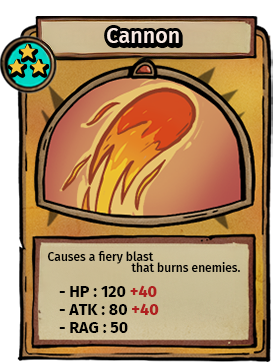 Cannon
Causes a fiery blast
that burns enemies.
- HP : 120 +40
- ATK : 80 +40
- RAG : 50